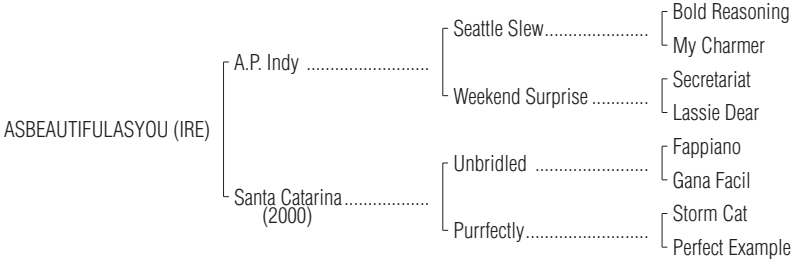 Bold Reasoning
Seattle Slew........................
My Charmer
A.P. Indy ............................
Secretariat
Weekend Surprise .............
Lassie Dear
ASBEAUTIFULASYOU (IRE)
Fappiano
Unbridled ..........................
Gana Facil
Santa Catarina....................
(2000)
Storm Cat
Purrfectly............................
Perfect Example